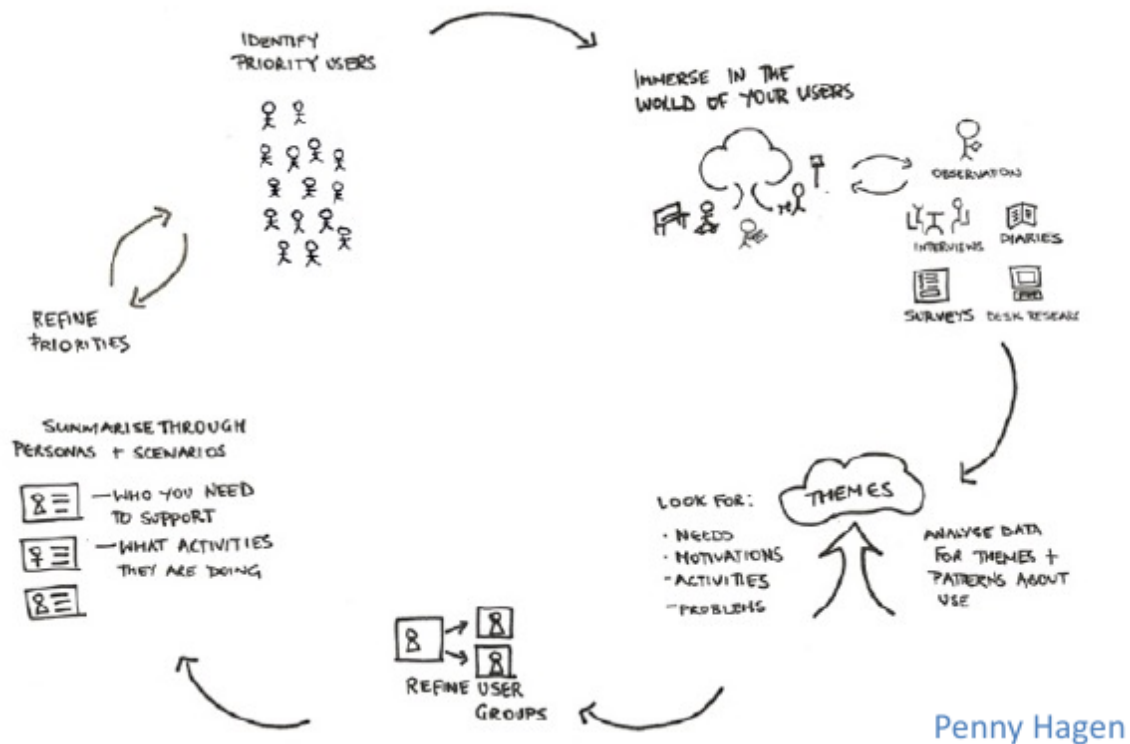 IDENTIFY
PRIORITY USERS
IMMERSE IN THE
WORLD OF YOUR USERS
OBSERVATION
INTERVIEWS
DIARIES
SURVEYS
DESK RESEARC
THEMES
LOOK FOR:
· NEEDS
· MOTIVATIONS
- ACTIVITIES
- PROBLEMS
ANALYSE DATA
FOR THEMES +
PATTERNS ABOUT
USE
REFINE USER
GROUPS
SUMMARISE THROUGH
PERSONAS + SCENARIOS
— WHO YOU NEED
TO SUPPORT
— WHAT ACTIVITIES
THEY ARE DOING
REFINE
PRIORITIES
Penny Hagen